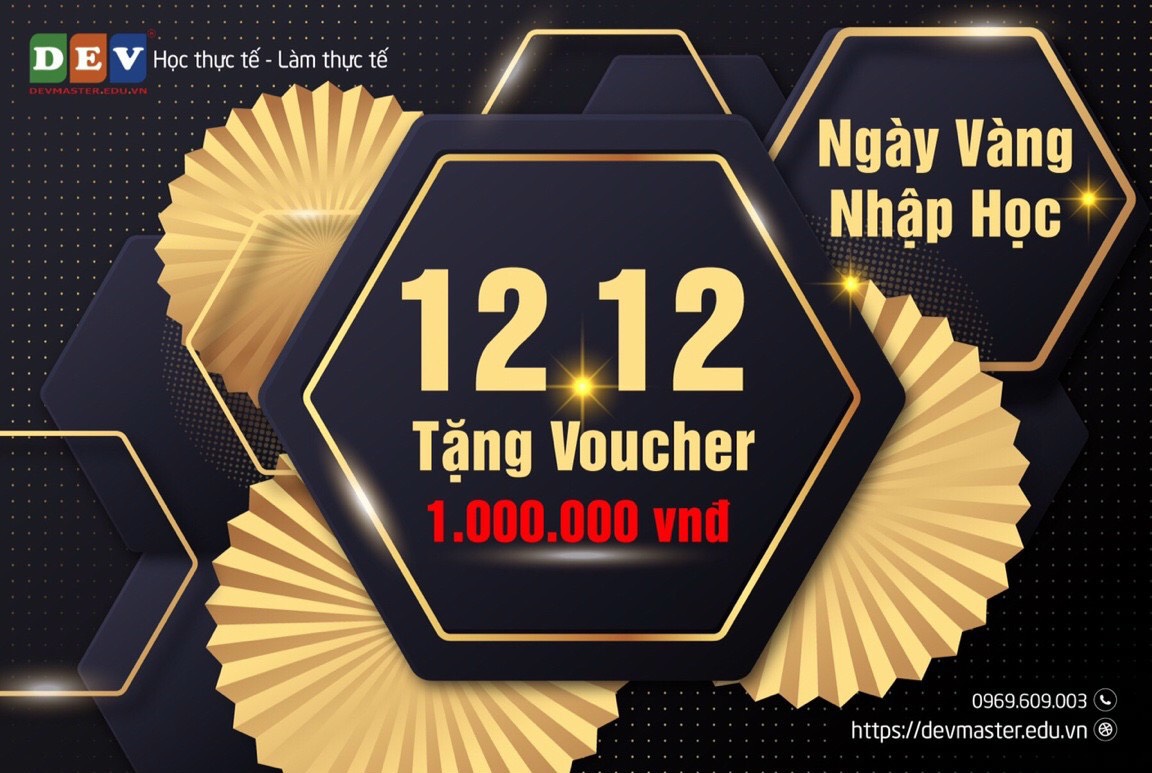 DEV® Học thực tế - Làm thực tế
DEVMASTER.EDU.VN
Ngày Vàng
Nhập Học
12.12
Tặng Voucher
1.000.000 vnđ
0969.609.003
https://devmaster.edu.vn